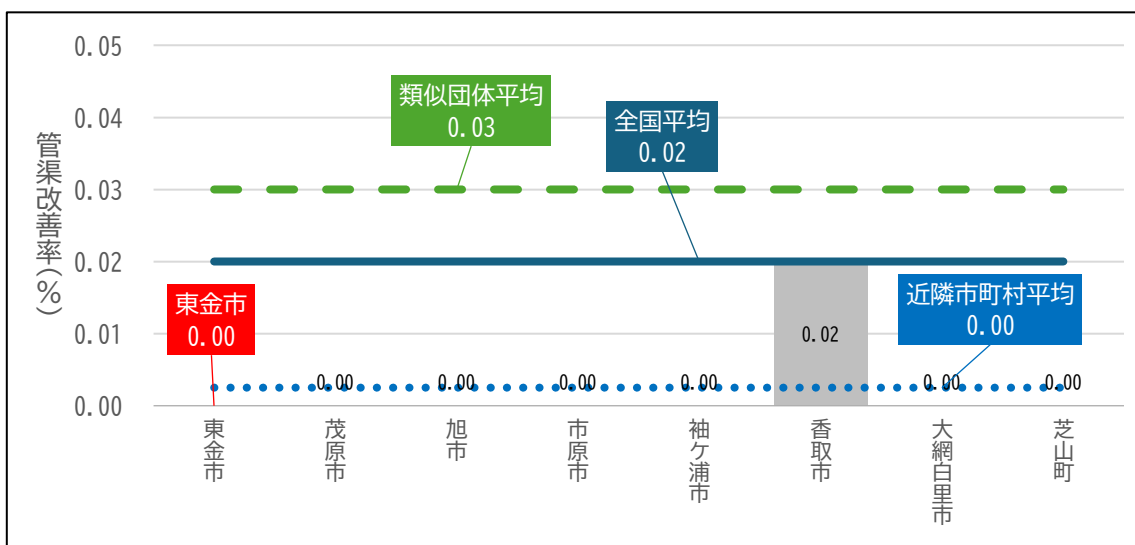 0.05
0.04
0.03
0.02
0.01
0.00
管渠改善率(%)
類似団体平均
0.03
全国平均
0.02
東金市
0.00
近隣市町村平均
0.00
0.00
0.00
0.00
0.00
0.02
0.00
0.00
東金市
茂原市
旭市
市原市
袖ケ浦市
香取市
大網白里市
芝山町